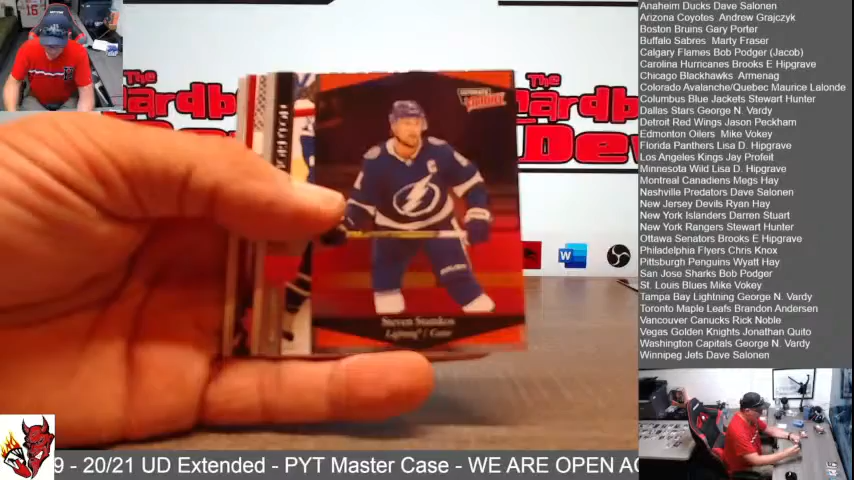 Anaheim Ducks Dave Salonen
Arizona Coyotes Andrew Grajczyk
Boston Bruins Gary Porter
Buffalo Sabres Marty Fraser
Calgary Flames Bob Podger (Jacob)
Carolina Hurricanes Brooks E Hipgrave
Chicago Blackhawks Armenag
Colorado Avalanche/Quebec Maurice Lalonde
Columbus Blue Jackets Stewart Hunter
Dallas Stars George N. Vardy
Detroit Red Wings Jason Peckham
Edmonton Oilers Mike Vokey
Florida Panthers Lisa D. Hipgrave
Los Angeles Kings Jay Profeit
Minnesota Wild Lisa D. Hipgrave
Montreal Canadiens Megs Hay
Nashville Predators Dave Salonen
New Jersey Devils Ryan Hay
New York Islanders Darren Stuart
New York Rangers Stewart Hunter
Ottawa Senators Brooks E Hipgrave
Philadelphia Flyers Chris Knox
Pittsburgh Penguins Wyatt Hay
San Jose Sharks Bob Podger
St. Louis Blues Mike Vokey
Tampa Bay Lightning George N. Vardy
Toronto Maple Leafs Brandon Andersen
Vancouver Canucks Rick Noble
Vegas Golden Knights Jonathan Quito
Washington Capitals George N. Vardy
Winnipeg Jets Dave Salonen
The
The
Steven Stamkos
Lightning / Center
9 - 20/21 UD Extended - PYT Master Case - WE ARE OPEN AG